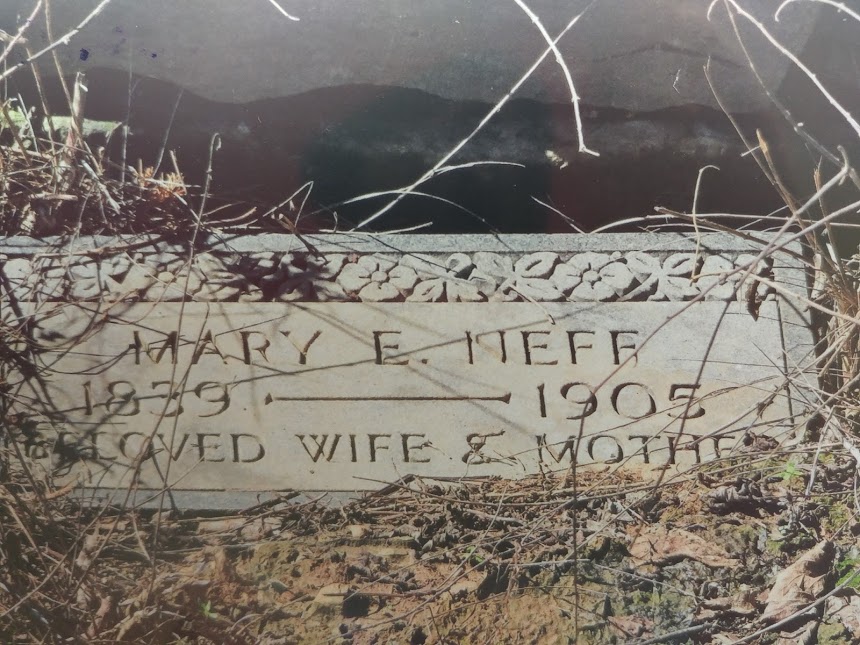 MARY E. NEFF
1839 — 1905
BELOVED WIFE & MOTHER